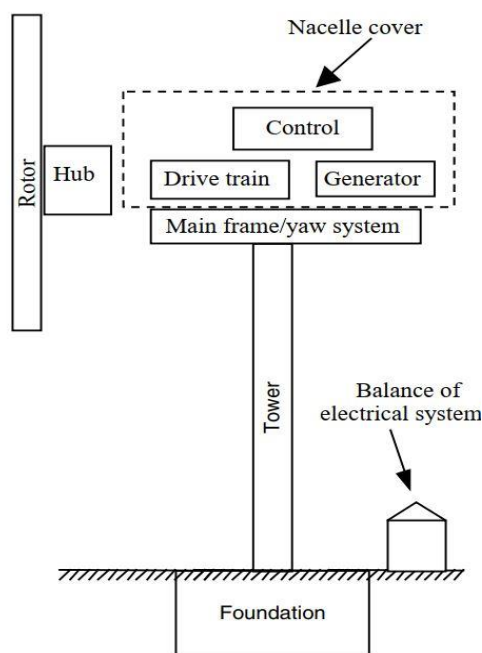 Nacelle cover
Control
Rotor
Hub
Drive train
Generator
Main frame/yaw system
Tower
Balance of
electrical system
Foundation